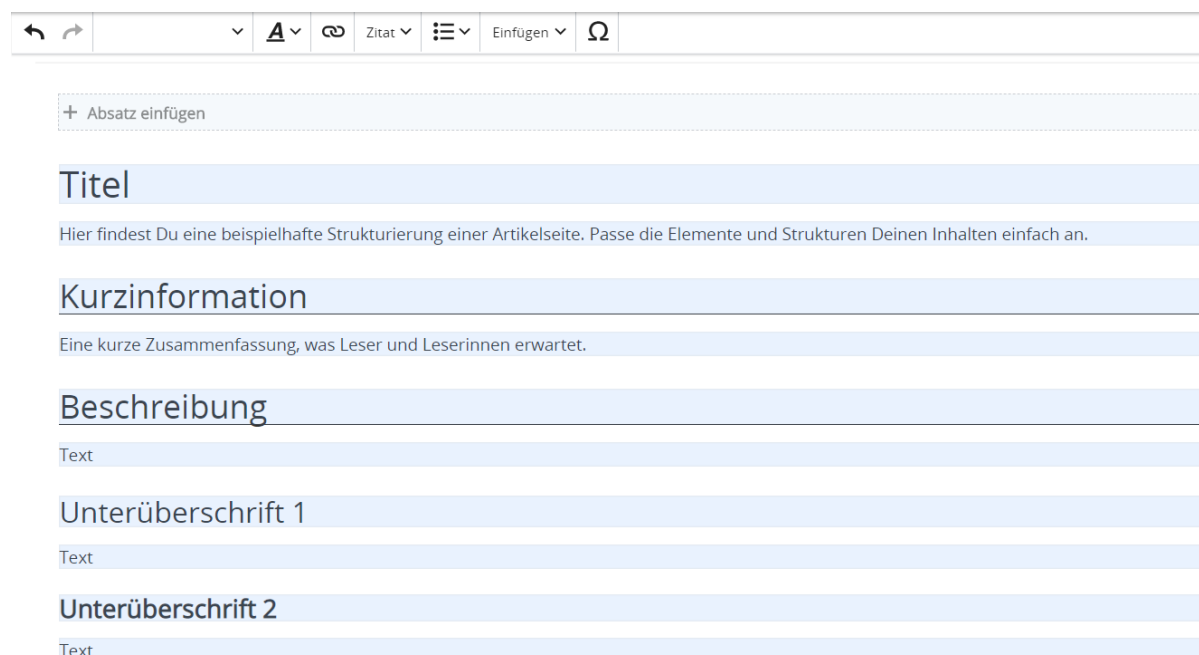 A Zitat Einfügen Ω
+ Absatz einfügen
Titel
Hier findest Du eine beispielhafte Strukturierung einer Artikelseite. Passe die Elemente und Strukturen Deinen Inhalten einfach an.
Kurzinformation
Eine kurze Zusammenfassung, was Leser und Leserinnen erwartet.
Beschreibung
Text
Unterüberschrift 1
Text
Unterüberschrift 2
Text